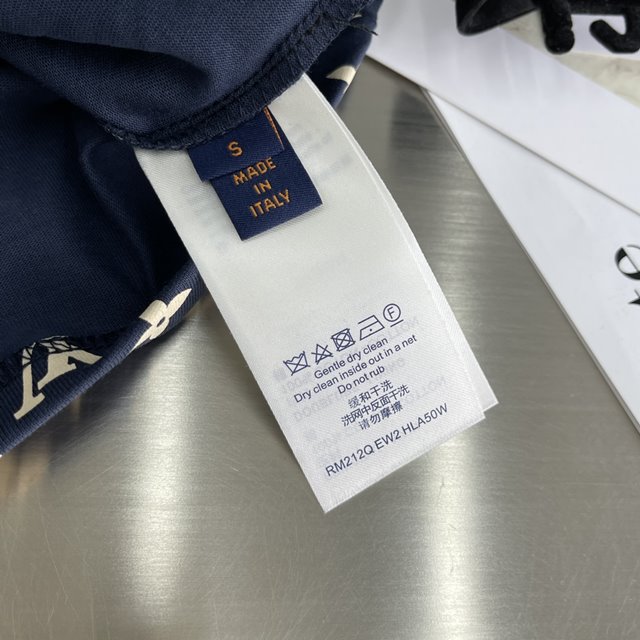 S
MADE
IN
ITALY
F
Gentle dry clean
Dry clean inside out in a net
Do not rub
缓和干洗
洗网中反面干洗
请勿摩擦
RM212Q EW2 HLA50W